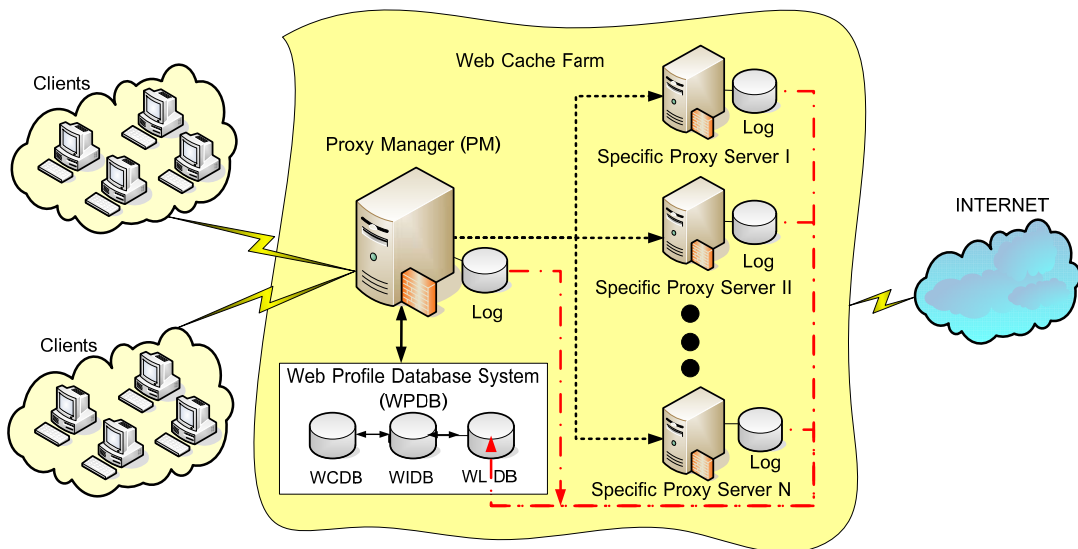 Clients
Web Cache Farm
Log
Proxy Manager (PM)
Specific Proxy Server I
INTERNET
Log
Specific Proxy Server II
Log
Clients
Web Profile Database System
(WPDB)
Log
WCDB
WIDB
WL DB
Specific Proxy Server N